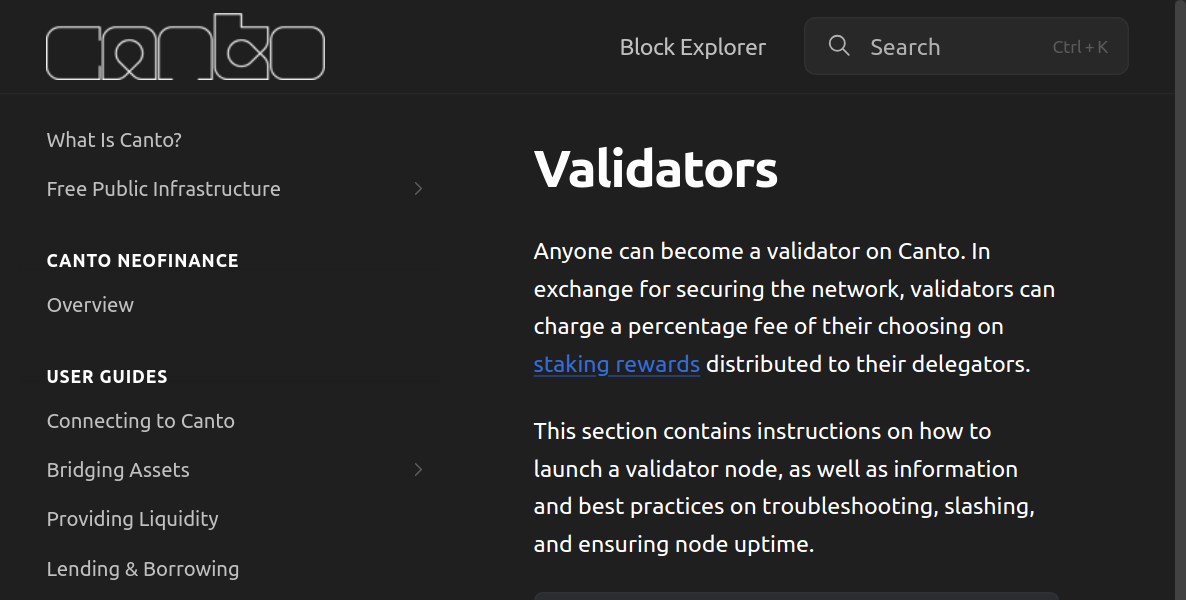 canto
Block Explorer
Search
Ctrl + K
What Is Canto?
Free Public Infrastructure
CANTO NEOFINANCE
Overview
USER GUIDES
Connecting to Canto
Bridging Assets
Providing Liquidity
Lending & Borrowing
Validators
Anyone can become a validator on Canto. In
exchange for securing the network, validators can
charge a percentage fee of their choosing on
staking rewards distributed to their delegators.
This section contains instructions on how to
launch a validator node, as well as information
and best practices on troubleshooting, slashing,
and ensuring node uptime.